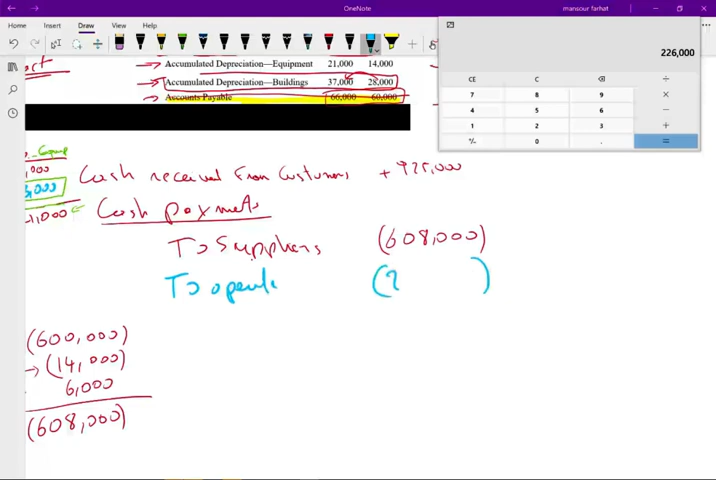 OneNote
mansour farhat
Home Insert Draw View Help
226,000
CE C ÷
7 8 9 ×
4 5 6 -
1 2 3 +
0 . =
Accumulated Depreciation—Equipment 21,000 14,000
Accumulated Depreciation—Buildings 37,000 28,000
Accounts Payable 66,000 60,000
Cash received from customers + 925,000
Cash payments
To Suppliers (608,000)
(2 )
(600,000)
→ (14,000)
6,000
(608,000)